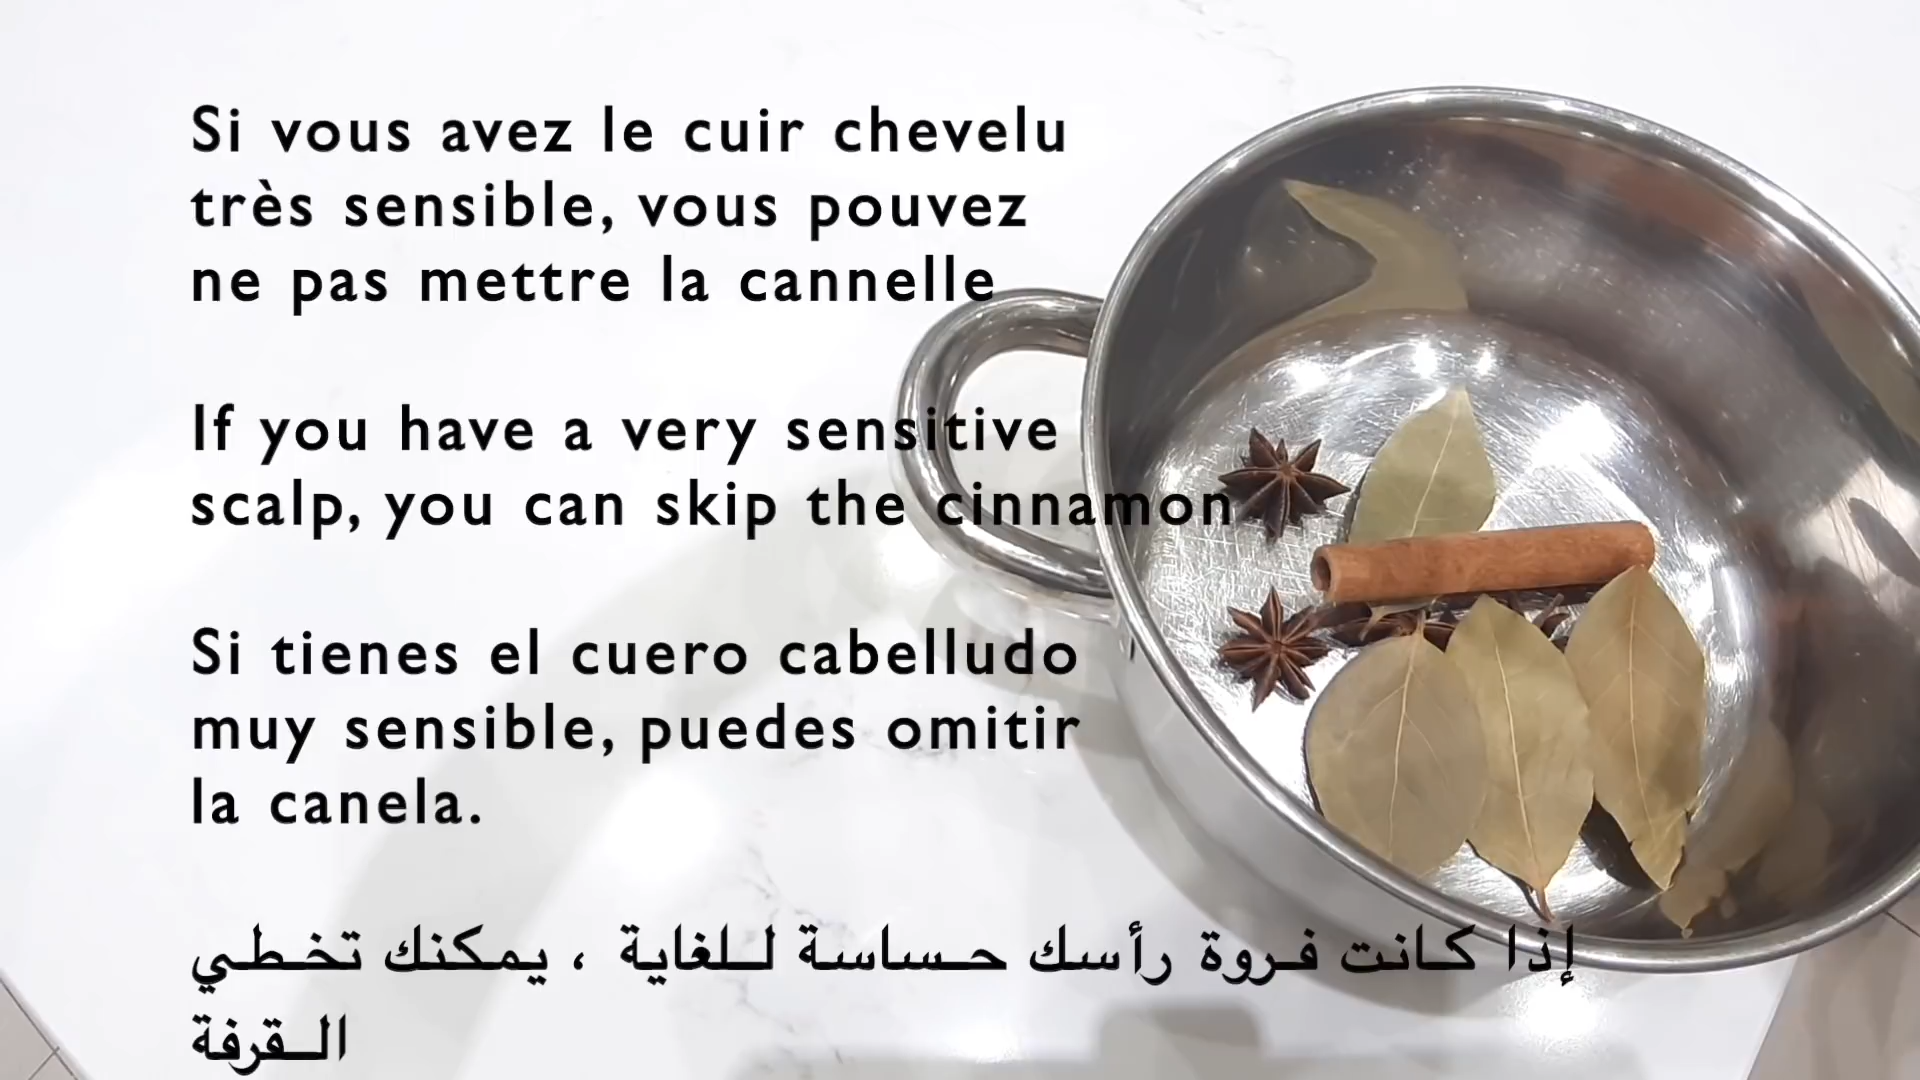 Si vous avez le cuir chevelu
très sensible, vous pouvez
ne pas mettre la cannelle
If you have a very sensitive
scalp, you can skip the cinnamon
Si tienes el cuero cabelludo
muy sensible, puedes omitir
la canela.
إذا كانت فروة رأسك حساسة للغاية ، يمكنك تخطي
القرفة